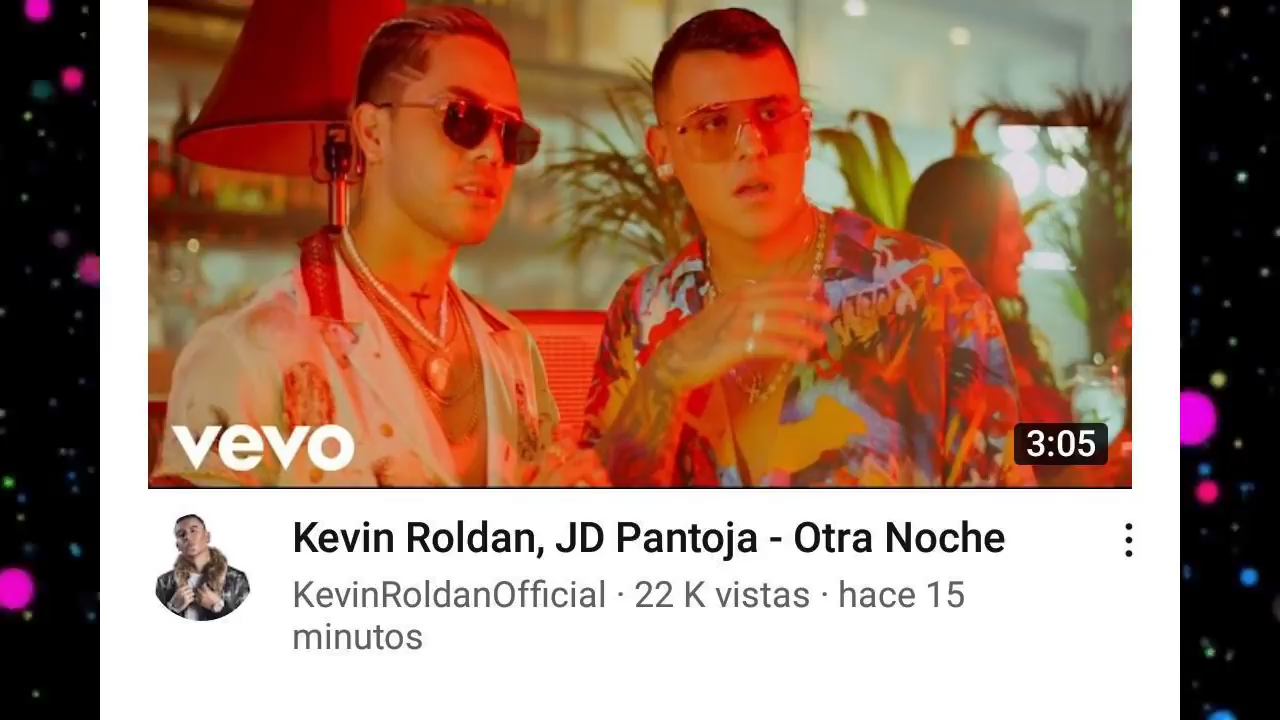 vevo
3:05
Kevin Roldan, JD Pantoja - Otra Noche
KevinRoldanOfficial · 22 K vistas · hace 15
minutos